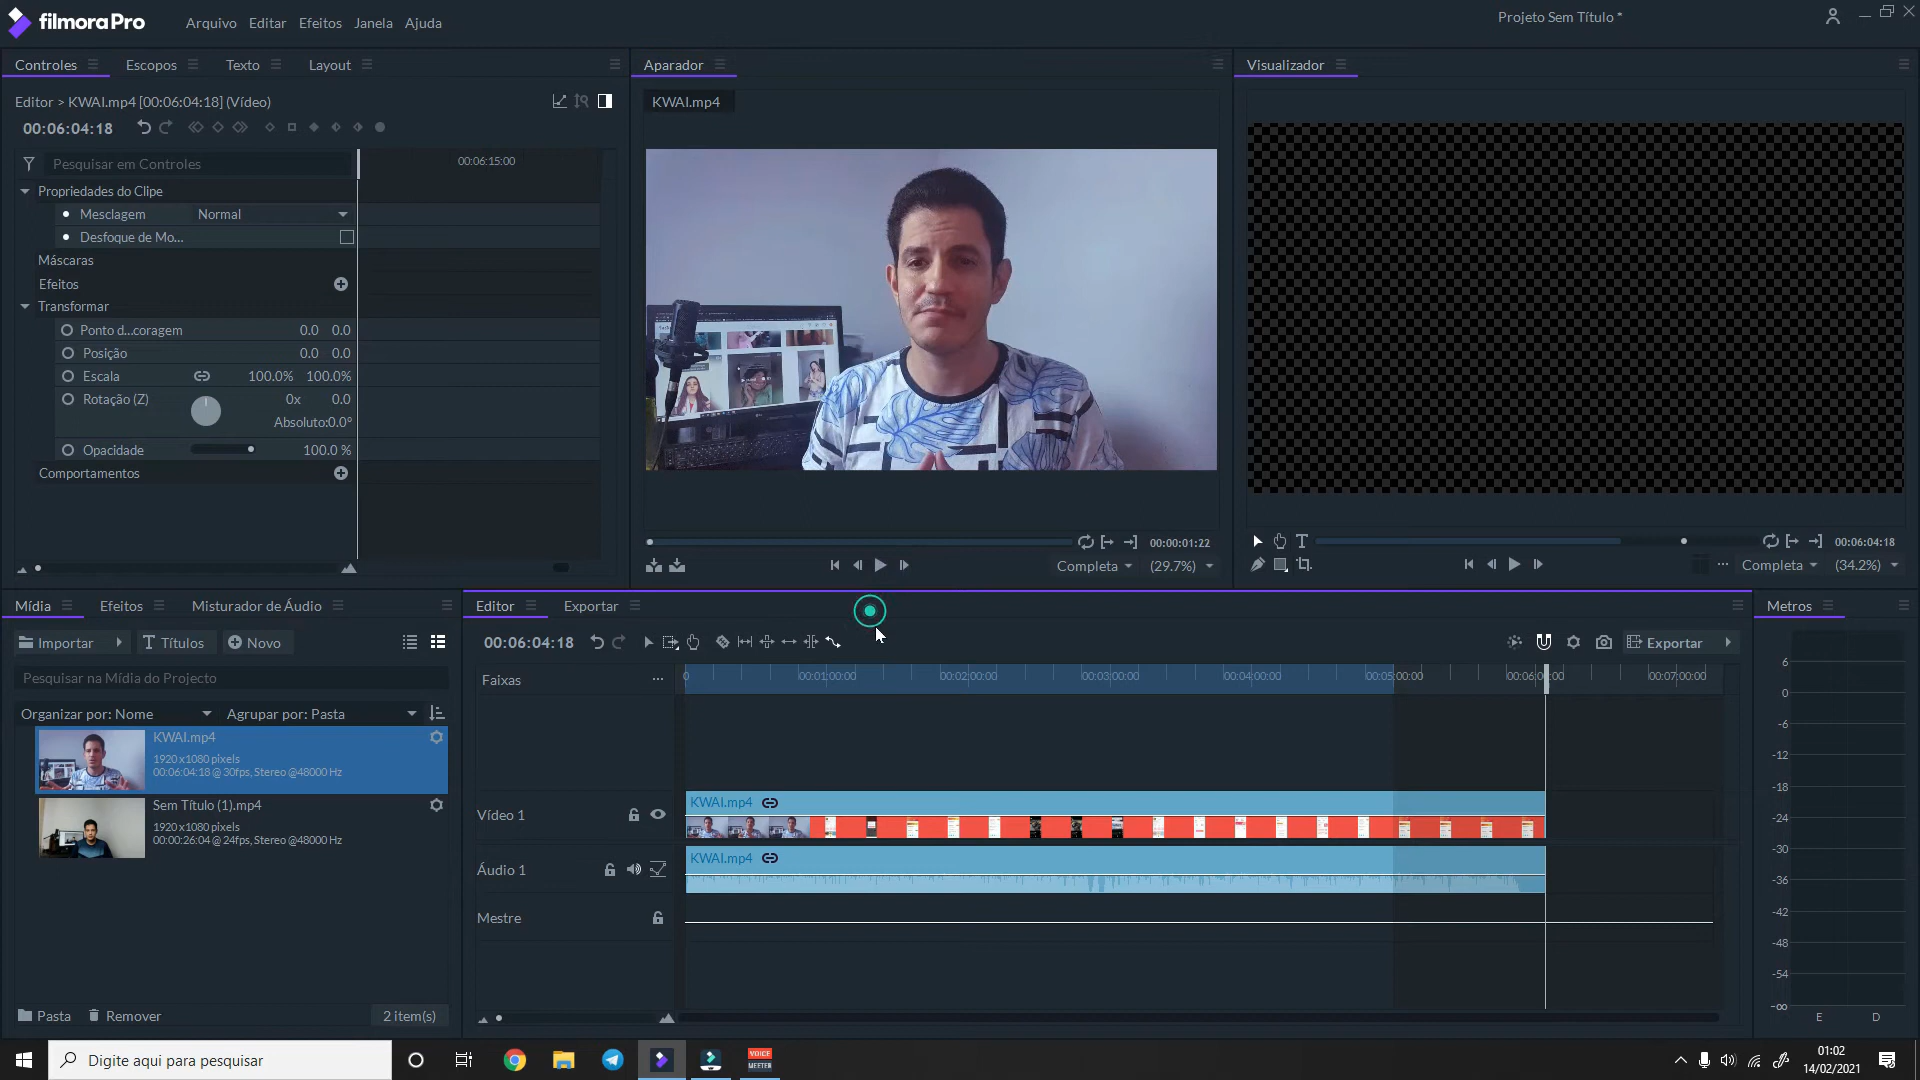 filmoraPro
Arquivo Editar Efeitos Janela Ajuda
Projeto Sem Título *
Controles Escopos Texto Layout
Editor > KWAI.mp4 [00:06:04:18] (Vídeo)
00:06:04:18
Pesquisar em Controles
00:06:15:00
Propriedades do Clipe
Mesclagem Normal
Desfoque de Mo...
Máscaras
Efeitos
Transformar
Ponto d...coragem 0.0 0.0
Posição 0.0 0.0
Escala 100.0% 100.0%
Rotação (Z) 0x 0.0
Absoluto:0.0°
Opacidade 100.0 %
Comportamentos
Aparador
KWAI.mp4
00:00:01:22
Completa (29.7%)
Visualizador
00:06:04:18
Completa (34.2%)
Mídia Efeitos Misturador de Áudio
Importar Títulos Novo
Pesquisar na Mídia do Projecto
Organizar por: Nome Agrupar por: Pasta
KWAI.mp4
1920 x1080 pixels
00:06:04:18 @ 30fps, Stereo @48000 Hz
Sem Título (1).mp4
1920 x1080 pixels
00:00:26:04 @ 24fps, Stereo @48000 Hz
Pasta Remover 2 item(s)
Editor Exportar
00:06:04:18
Exportar
Faixas
0 00:01:00:00 00:02:00:00 00:03:00:00 00:04:00:00 00:05:00:00 00:06:00:00 00:07:00:00
KWAI.mp4
Vídeo 1
KWAI.mp4
Áudio 1
Mestre
Metros
6
0
-6
-12
-18
-24
-30
-36
-42
-48
-54
-∞
E D
Digite aqui para pesquisar
VOICE
MEETER
01:02
14/02/2021